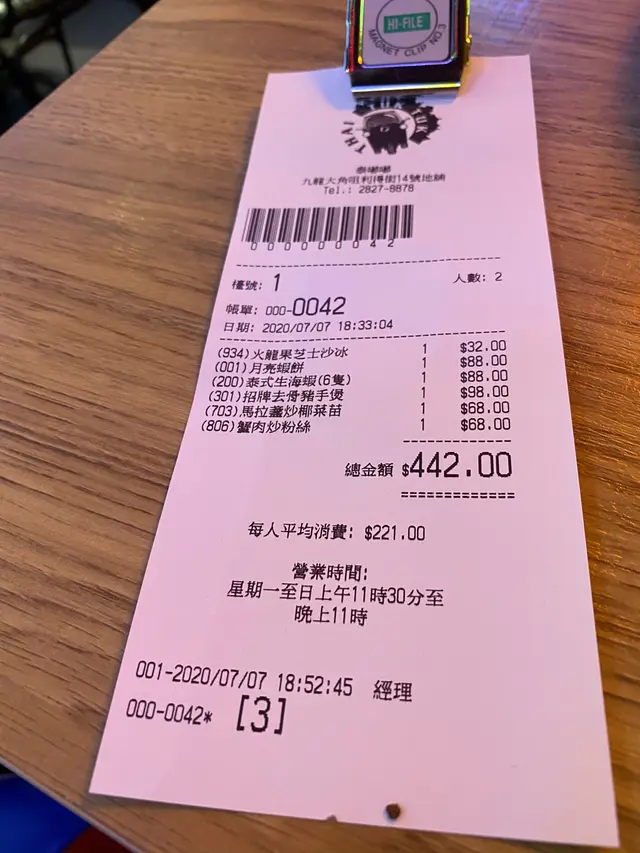 HI-FILE
MAGNET CLIP NO.3
THAI TUK TUK
泰嘟嘟
九龍大角咀利得街14號地舖
Tel.: 2827-8878
000000042
檯號: 1 人數: 2
帳單: 000-0042
日期: 2020/07/07 18:33:04
(934)火龍果芝士沙冰 1 $32.00
(001)月亮蝦餅 1 $88.00
(200)泰式生海蝦(6隻) 1 $88.00
(301)招牌去骨豬手煲 1 $98.00
(703)馬拉盞炒椰菜苗 1 $68.00
(806)蟹肉炒粉絲 1 $68.00
總金額 $442.00
每人平均消費: $221.00
營業時間:
星期一至日上午11時30分至
晚上11時
001-2020/07/07 18:52:45 經理
000-0042* [3]